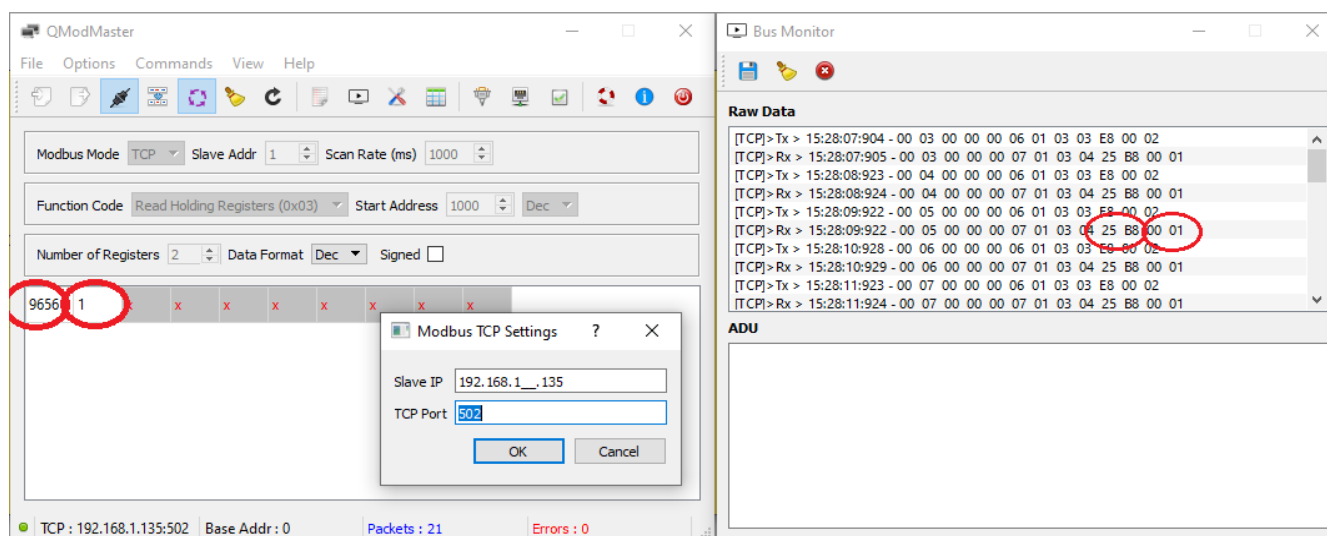 QModMaster
File Options Commands View Help
Modbus Mode TCP Slave Addr 1 Scan Rate (ms) 1000
Function Code Read Holding Registers (0x03) Start Address 1000 Dec
Number of Registers 2 Data Format Dec Signed
1 x x x x x x x
Modbus TCP Settings ? ×
Slave IP 192.168.1__.135
TCP Port 502
OK Cancel
TCP : 192.168.1.135:502 Base Addr : 0 Packets : 21 Errors : 0
Bus Monitor
Raw Data
[TCP]>Tx > 15:28:07:904 - 00 03 00 00 00 06 01 03 03 E8 00 02
[TCP]>Rx > 15:28:07:905 - 00 03 00 00 00 07 01 03 04 25 B8 00 01
[TCP]>Tx > 15:28:08:923 - 00 04 00 00 00 06 01 03 03 E8 00 02
[TCP]>Rx > 15:28:08:924 - 00 04 00 00 00 07 01 03 04 25 B8 00 01
[TCP]>Tx > 15:28:09:922 - 00 05 00 00 00 06 01 03 03 E8 00 02
[TCP]>Rx > 15:28:09:922 - 00 05 00 00 00 07 01 03 04 25 B8 00 01
[TCP]>Tx > 15:28:10:928 - 00 06 00 00 00 06 01 03 03 E8 00 02
[TCP]>Rx > 15:28:10:929 - 00 06 00 00 00 07 01 03 04 25 B8 00 01
[TCP]>Tx > 15:28:11:923 - 00 07 00 00 00 06 01 03 03 E8 00 02
[TCP]>Rx > 15:28:11:924 - 00 07 00 00 00 07 01 03 04 25 B8 00 01
ADU